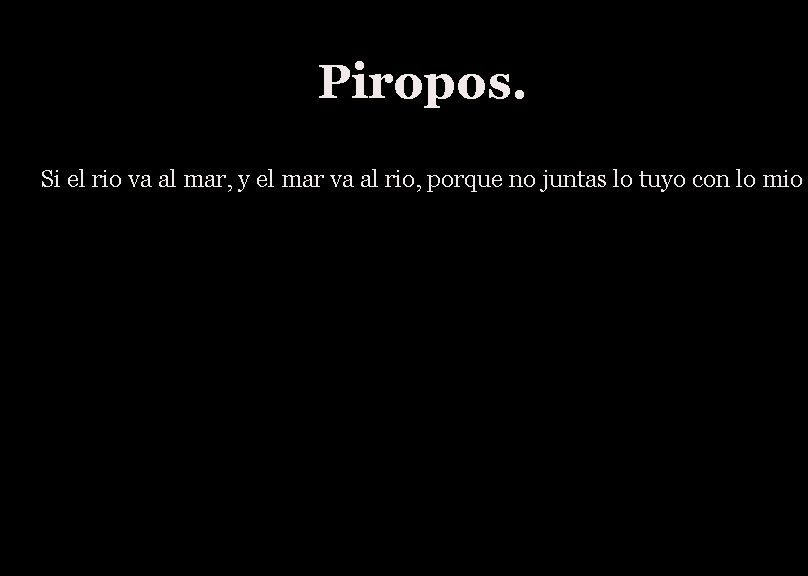 Piropos.
Si el rio va al mar, y el mar va al rio, porque no juntas lo tuyo con lo mio